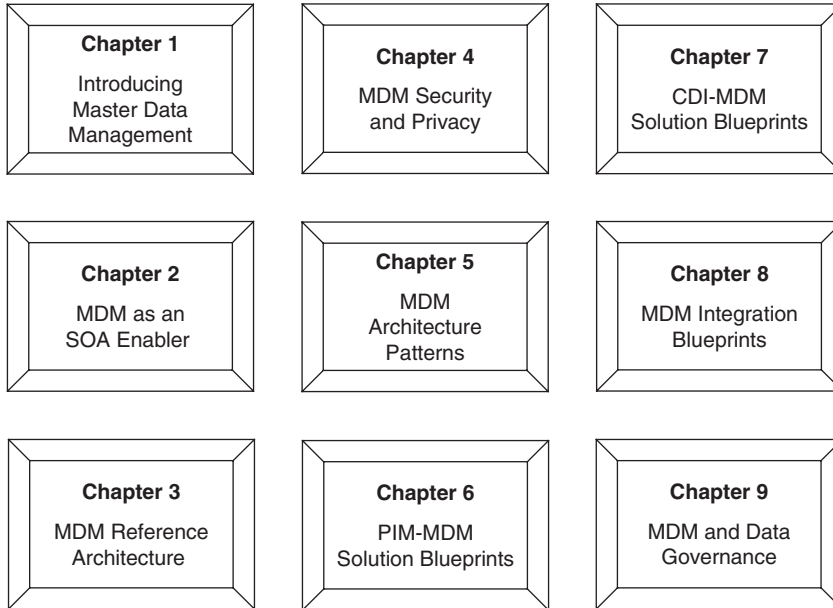 Chapter 1
Introducing
Master Data
Management
Chapter 2
MDM as an
SOA Enabler
Chapter 3
MDM Reference
Architecture
Chapter 4
MDM Security
and Privacy
Chapter 5
MDM
Architecture
Patterns
Chapter 6
PIM-MDM
Solution Blueprints
Chapter 7
CDI-MDM
Solution Blueprints
Chapter 8
MDM Integration
Blueprints
Chapter 9
MDM and Data
Governance